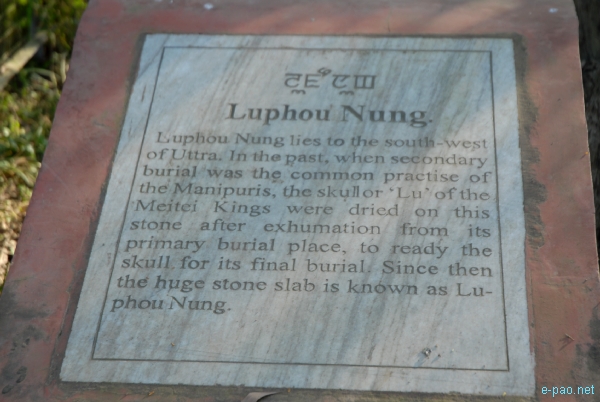 ꯂꯨꯐꯧꯅꯨꯡ
Luphou Nung.
Luphou Nung lies to the south-west
of Uttra. In the past, when secondary
burial was the common practise of
the Manipuris, the skull or 'Lu' of the
Meitei Kings were dried on this
stone after exhumation from its
primary burial place, to ready the
skull for its final burial. Since then
the huge stone slab is known as Lu-
phou Nung.
e-pao.net